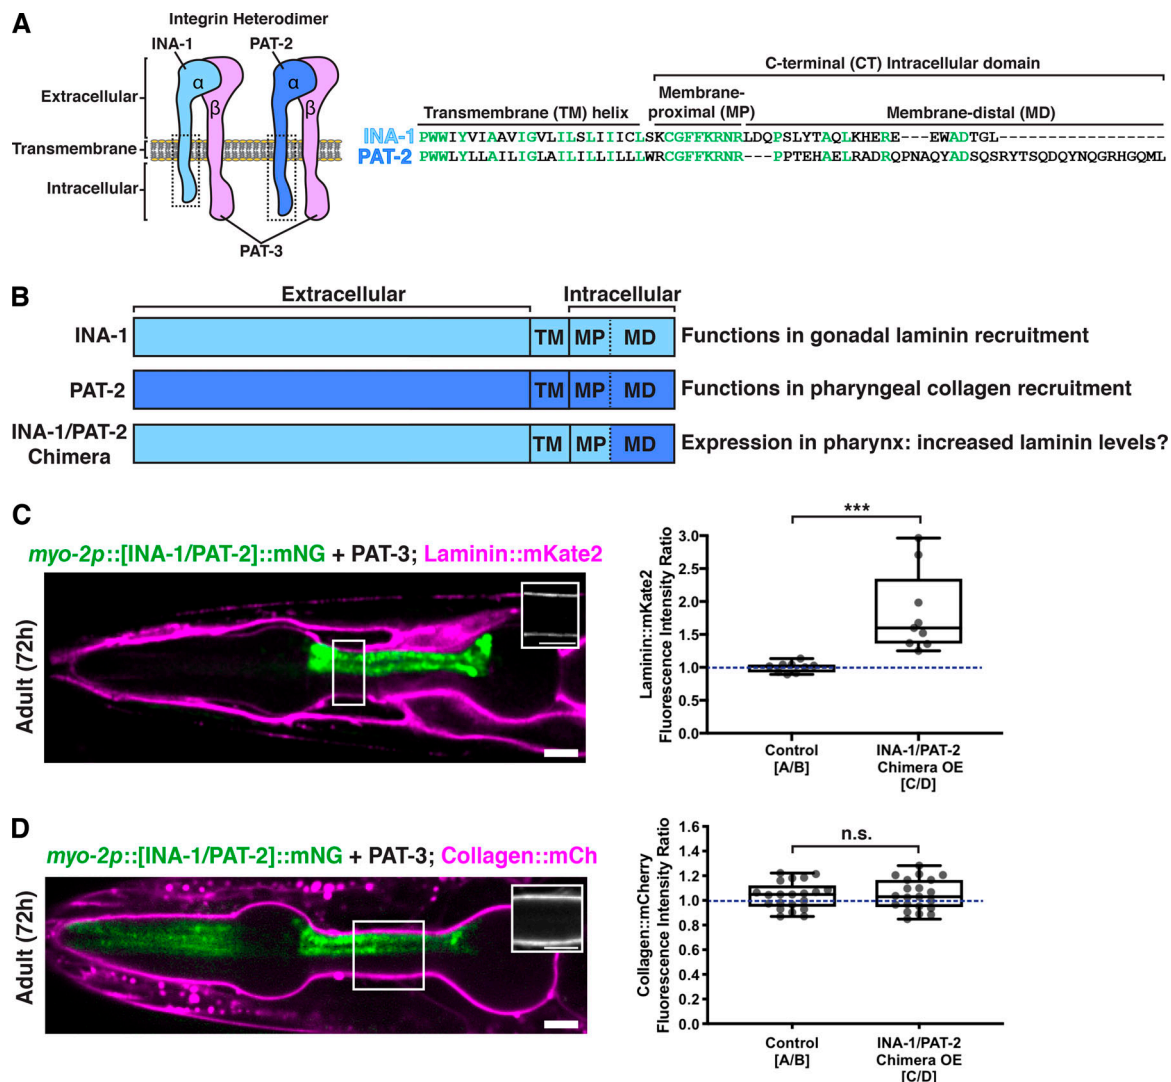 A
Integrin Heterodimer
INA-1
PAT-2
α
β
α
β
Extracellular
Transmembrane
Intracellular
PAT-3
C-terminal (CT) Intracellular domain
Membrane-
proximal (MP)
Transmembrane (TM) helix
Membrane-distal (MD)
INA-1 PWWIYVIAAVIGVLILSLIIICLSKCGFFKRNRLDQPSLYTAQLKHERE---EWADTGL-----------------
PAT-2 PWWLYLLAILIGLAILILLILLLWRCGFFKRNR---PPTEHAELRADRQPNAQYADSQSRYTSQDQYNQGRHGQML
B
Extracellular
Intracellular
INA-1
TM
MP
MD
Functions in gonadal laminin recruitment
PAT-2
TM
MP
MD
Functions in pharyngeal collagen recruitment
INA-1/PAT-2
Chimera
TM
MP
MD
Expression in pharynx: increased laminin levels?
C
myo-2p::[INA-1/PAT-2]::mNG + PAT-3; Laminin::mKate2
Adult (72h)
***
Laminin::mKate2
Fluorescence Intensity Ratio
3.0
2.5
2.0
1.5
1.0
0.5
0.0
Control
[A/B]
INA-1/PAT-2
Chimera OE
[C/D]
D
myo-2p::[INA-1/PAT-2]::mNG + PAT-3; Collagen::mCh
Adult (72h)
n.s.
Collagen::mCherry
Fluorescence Intensity Ratio
1.6
1.4
1.2
1.0
0.8
0.6
0.4
0.2
0.0
Control
[A/B]
INA-1/PAT-2
Chimera OE
[C/D]